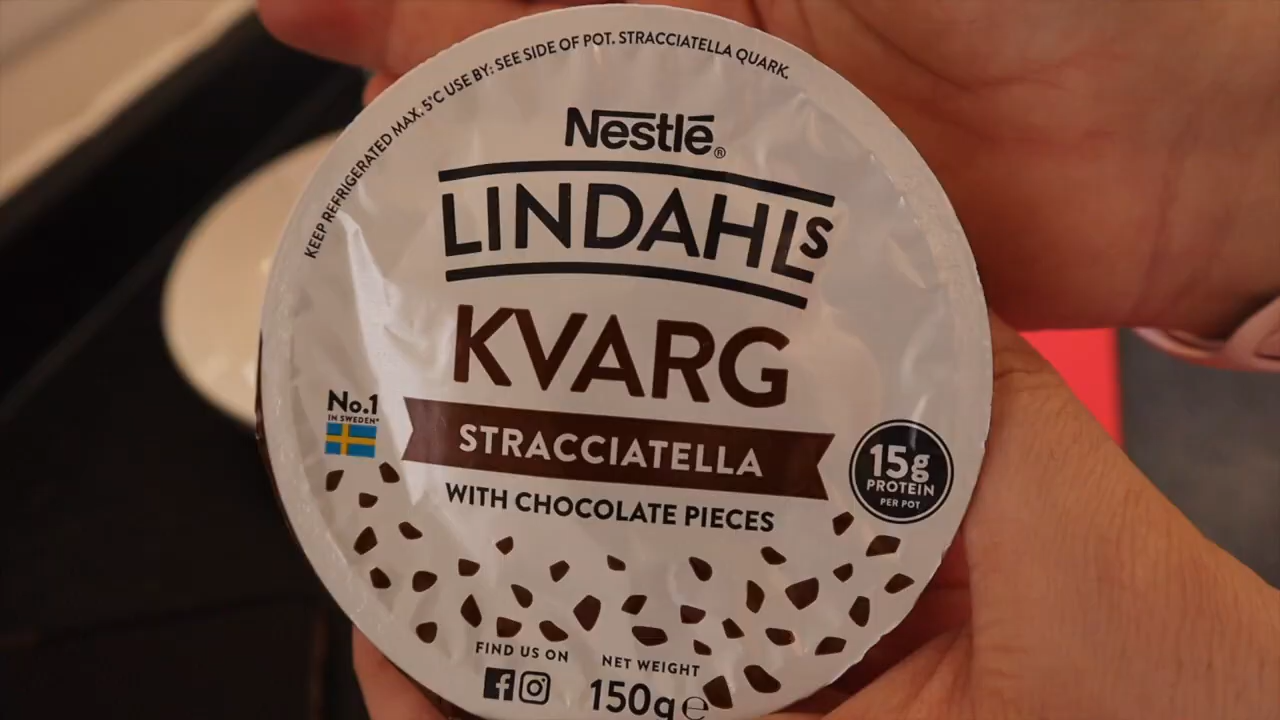 KEEP REFRIGERATED MAX. 5°C USE BY: SEE SIDE OF POT. STRACCIATELLA QUARK.
Nestlé®
LINDAHLS
KVARG
No.1
IN SWEDEN*
STRACCIATELLA
15g
PROTEIN
PER POT
WITH CHOCOLATE PIECES
FIND US ON
NET WEIGHT
150g e